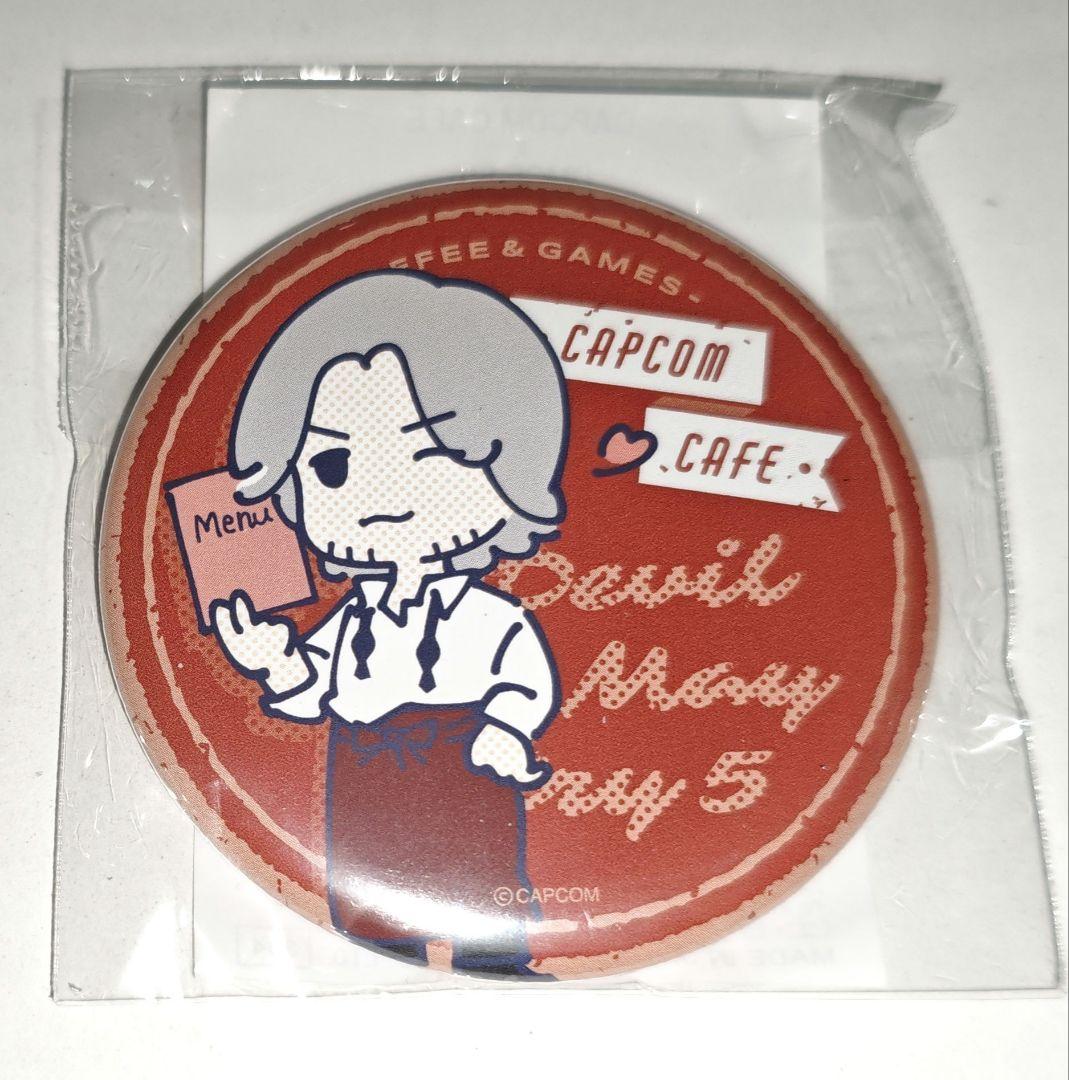 FFEE & GAMES -
CAPCOM
CAFE
Menu
Devil
May
ry 5
©CAPCOM